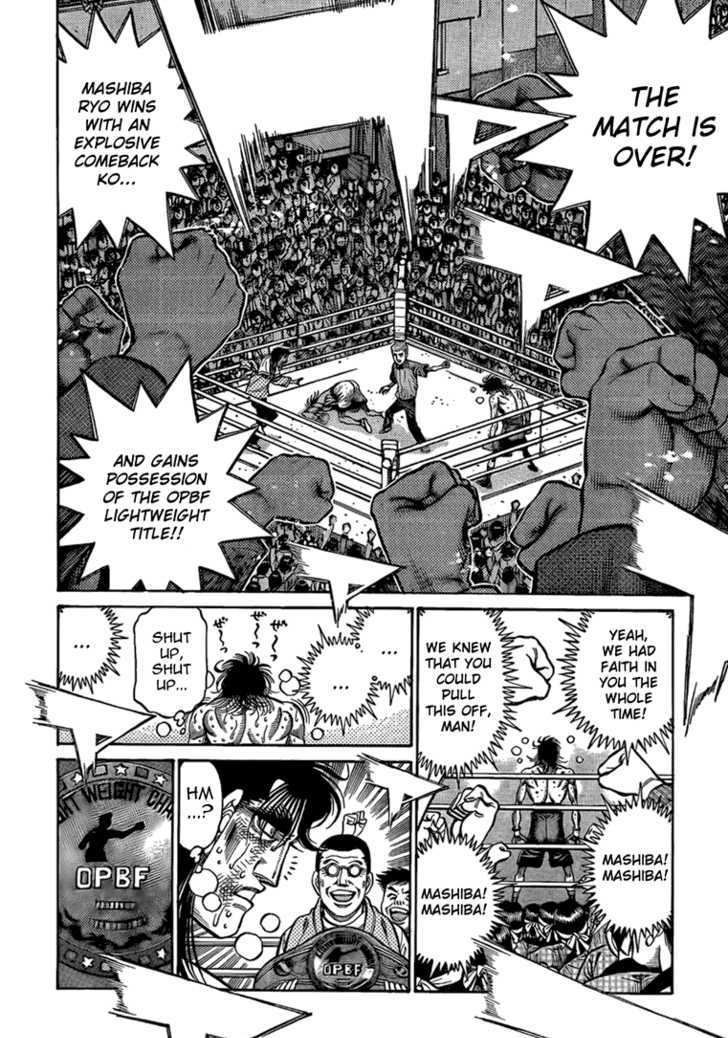 THE
MATCH IS
OVER!
MASHIBA
RYO WINS
WITH AN
EXPLOSIVE
COMEBACK
KO...
AND GAINS
POSSESSION
OF THE OPBF
LIGHTWEIGHT
TITLE!!
YEAH,
WE HAD
FAITH IN
YOU THE
WHOLE
TIME!
WE KNEW
THAT YOU
COULD
PULL
THIS OFF,
MAN!
MASHIBA!
MASHIBA!
MASHIBA!
MASHIBA!
...
SHUT
UP,
SHUT
UP...
...
HM
...?
OPBF
OPBF